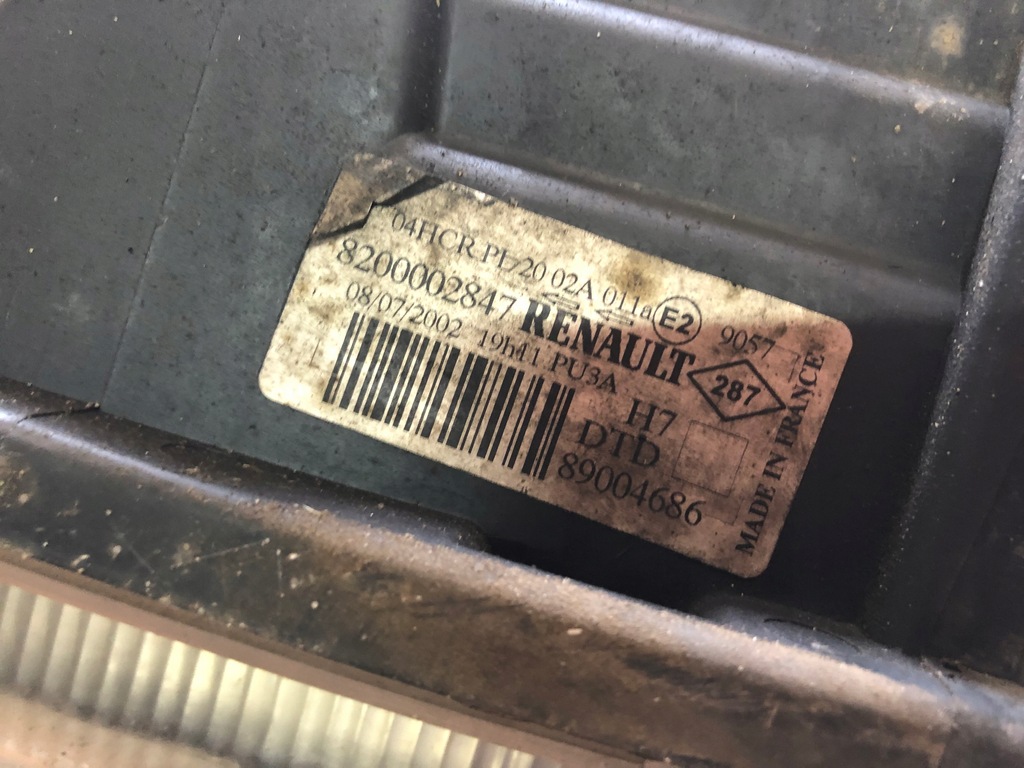 04HCR PL/20 02A 011a E2 9057
8200002847 RENAULT 287
08/07/2002 19h41 PU3A
H7
DTD
89004686
MADE IN FRANCE